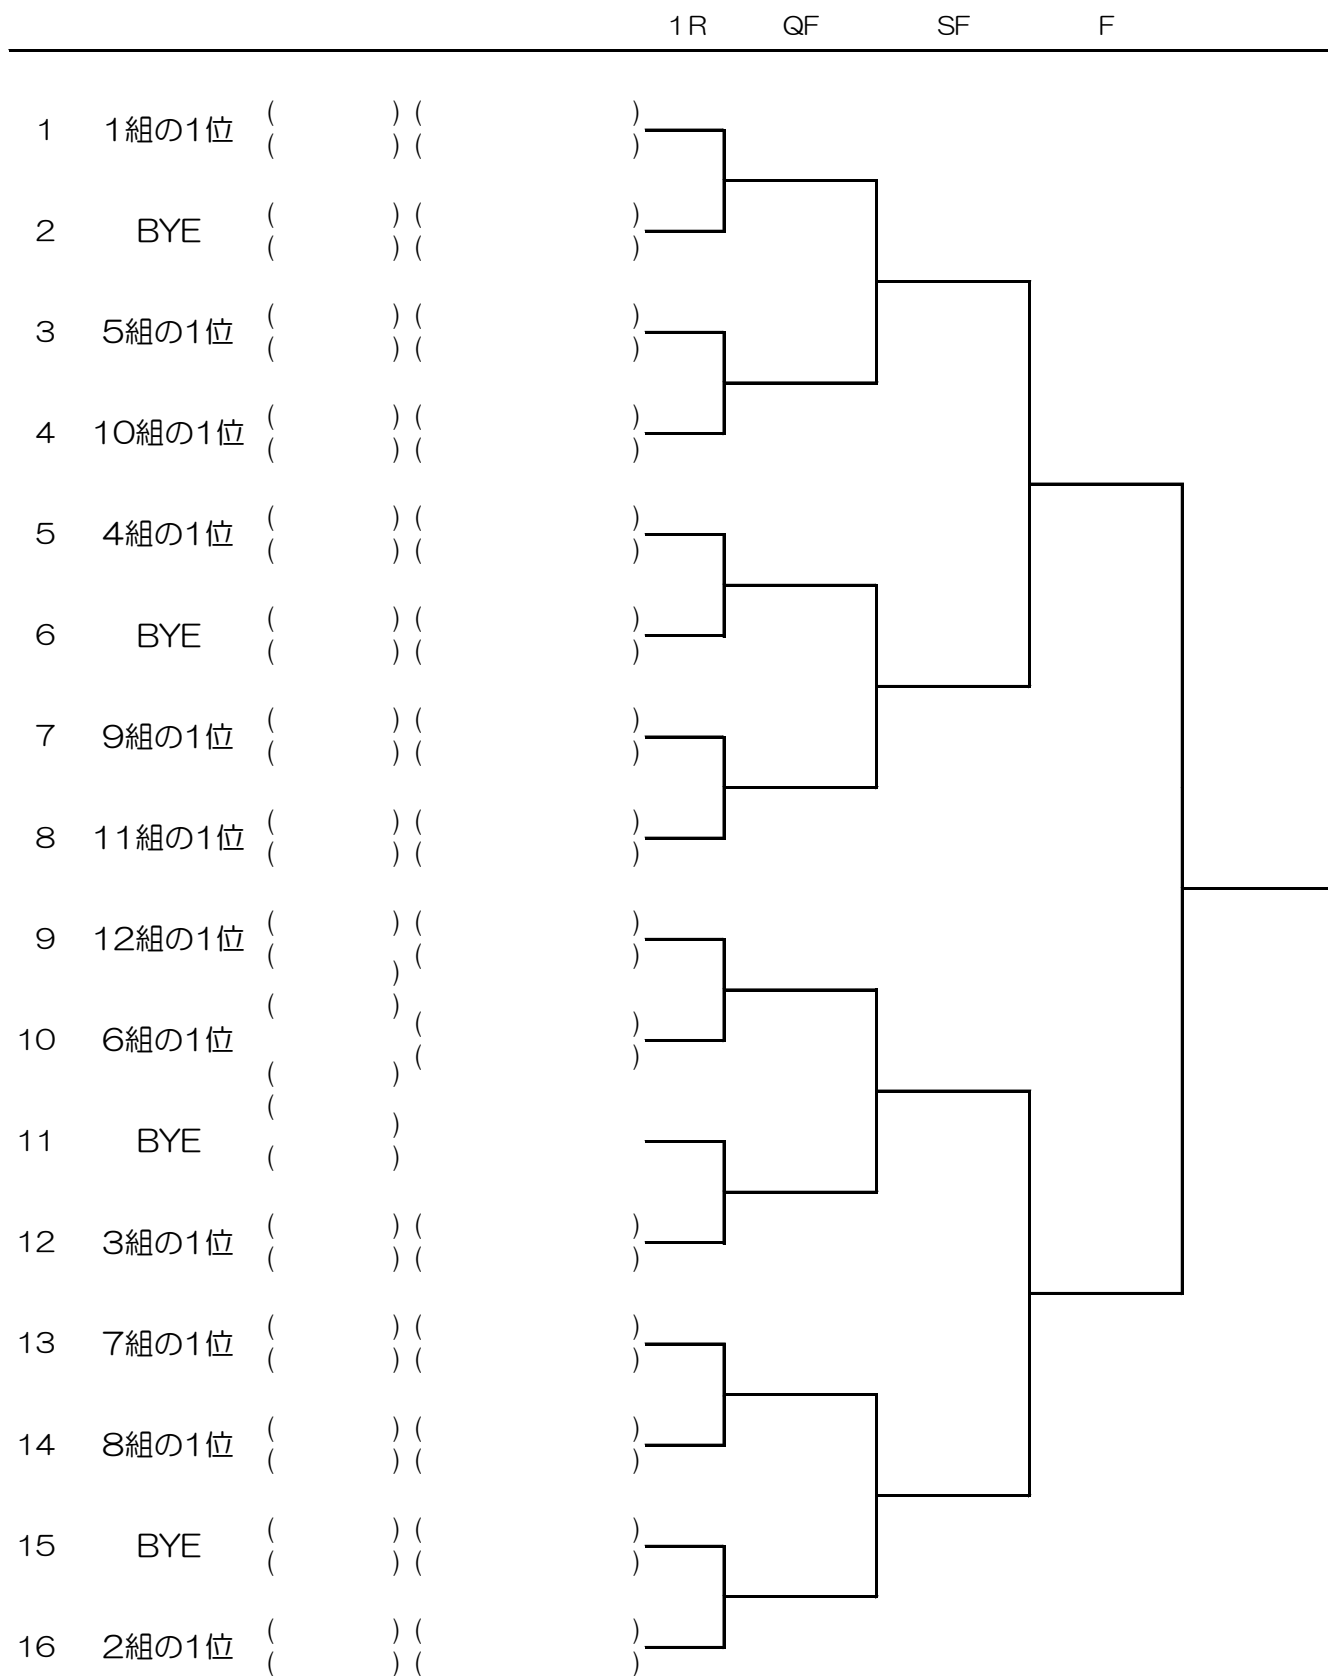 1R QF SF F
( ) ( )
1 1組の1位
( ) ( )
( ) ( )
2 BYE
( ) ( )
( ) ( )
3 5組の1位
( ) ( )
( ) ( )
4 10組の1位
( ) ( )
( ) ( )
5 4組の1位
( ) ( )
( ) ( )
6 BYE
( ) ( )
( ) ( )
7 9組の1位
( ) ( )
( ) ( )
8 11組の1位
( ) ( )
( ) ( )
9 12組の1位
( ( )
)
( )
( )
10 6組の1位
( )
( )
(
)
11 BYE
( )
( ) ( )
12 3組の1位
( ) ( )
( ) ( )
13 7組の1位
( ) ( )
( ) ( )
14 8組の1位
( ) ( )
( ) ( )
15 BYE
( ) ( )
( ) ( )
16 2組の1位
( ) ( )